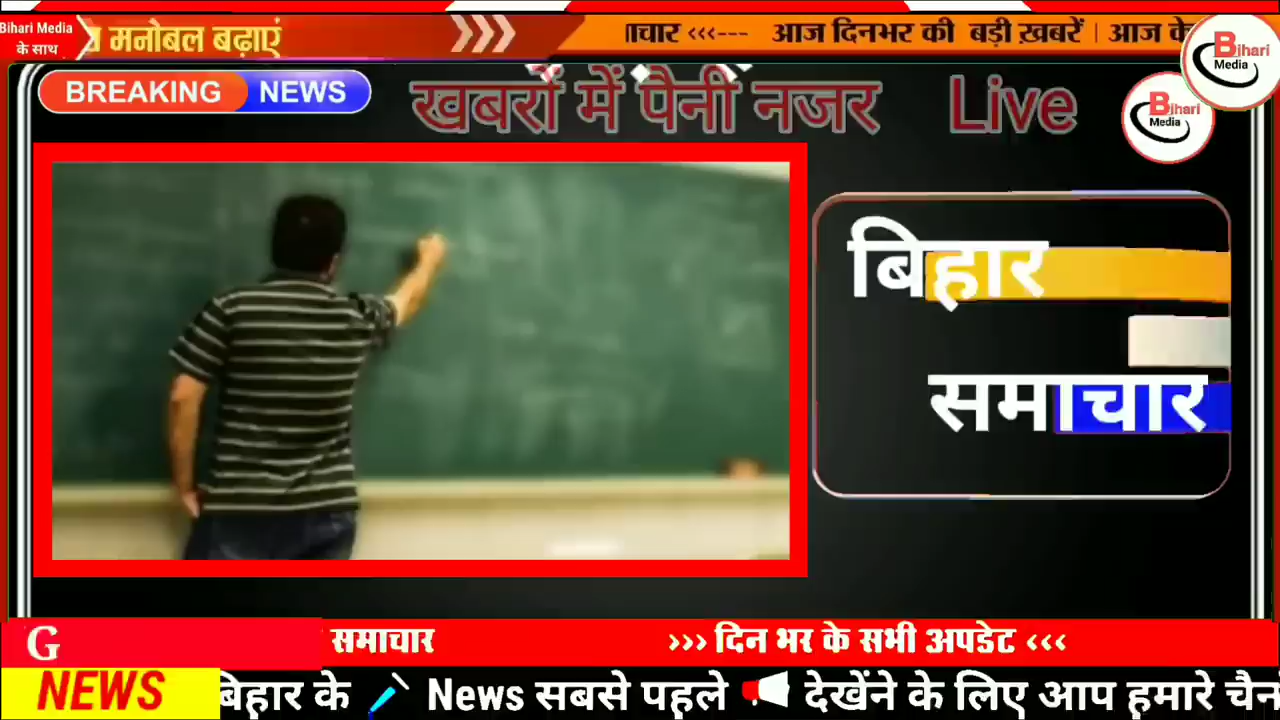 Bihari Media
के साथ
मनोबल बढ़ाएं
»»
<<<--- आज दिनभर की बड़ी ख़बरें | आज के
Bihari
Media
BREAKING NEWS
खबरों में पैनी नजर Live
Bihari
Media
बिहार
समाचार
G
समाचार
>>> दिन भर के सभी अपडेट <<<
NEWS
बिहार के News सबसे पहले देखेंने के लिए आप हमारे